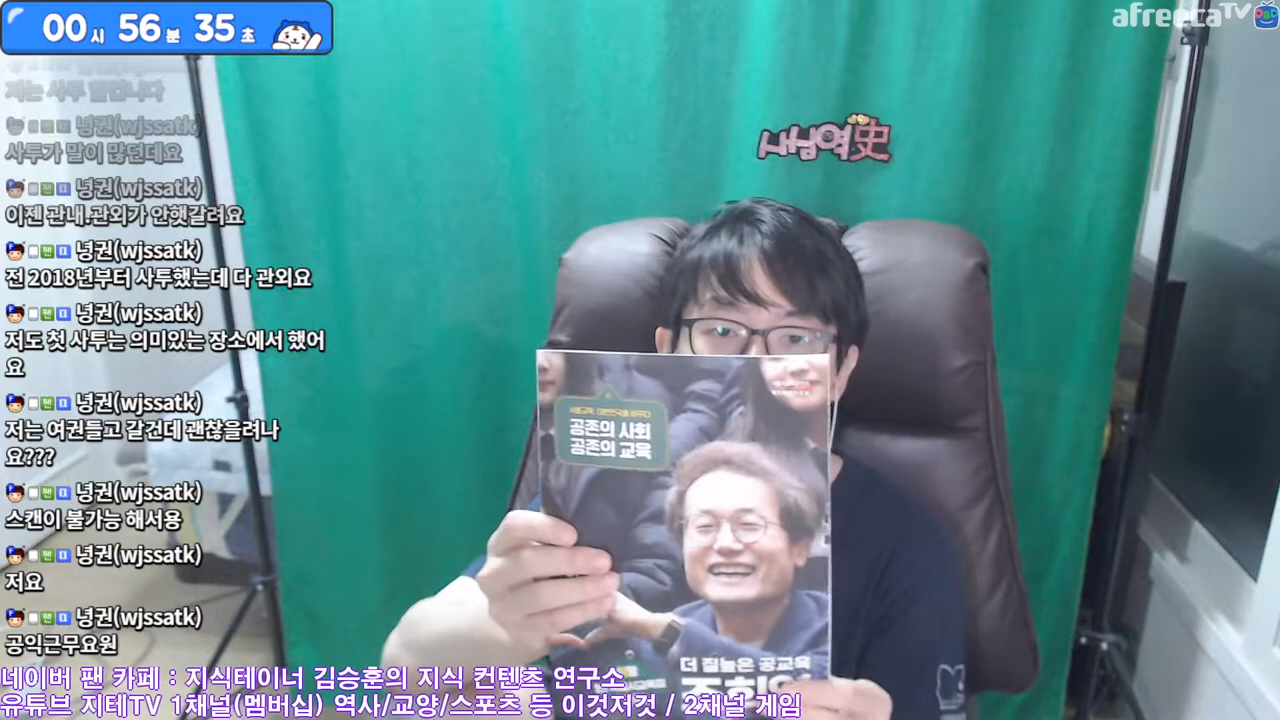 00시 56분 35초
afreecaTV
저는 사투 할겁니다
녕권(wjssatk)
사투가 말이 많던데요
녕권(wjssatk)
이젠 관내.관외가 안헷갈려요
녕권(wjssatk)
전 2018년부터 사투했는데 다 관외요
녕권(wjssatk)
저도 첫 사투는 의미있는 장소에서 했어
요
녕권(wjssatk)
저는 여권들고 갈건데 괜찮을려나
요???
녕권(wjssatk)
스캔이 불가능 해서용
녕권(wjssatk)
저요
녕권(wjssatk)
공익근무요원
공존의 사회
공존의 교육
더 질높은 공교육
네이버 팬 카페 : 지식테이너 김승훈의 지식 컨텐츠 연구소
유튜브 지테TV 1채널(멤버십) 역사/교양/스포츠 등 이것저것 / 2채널 게임